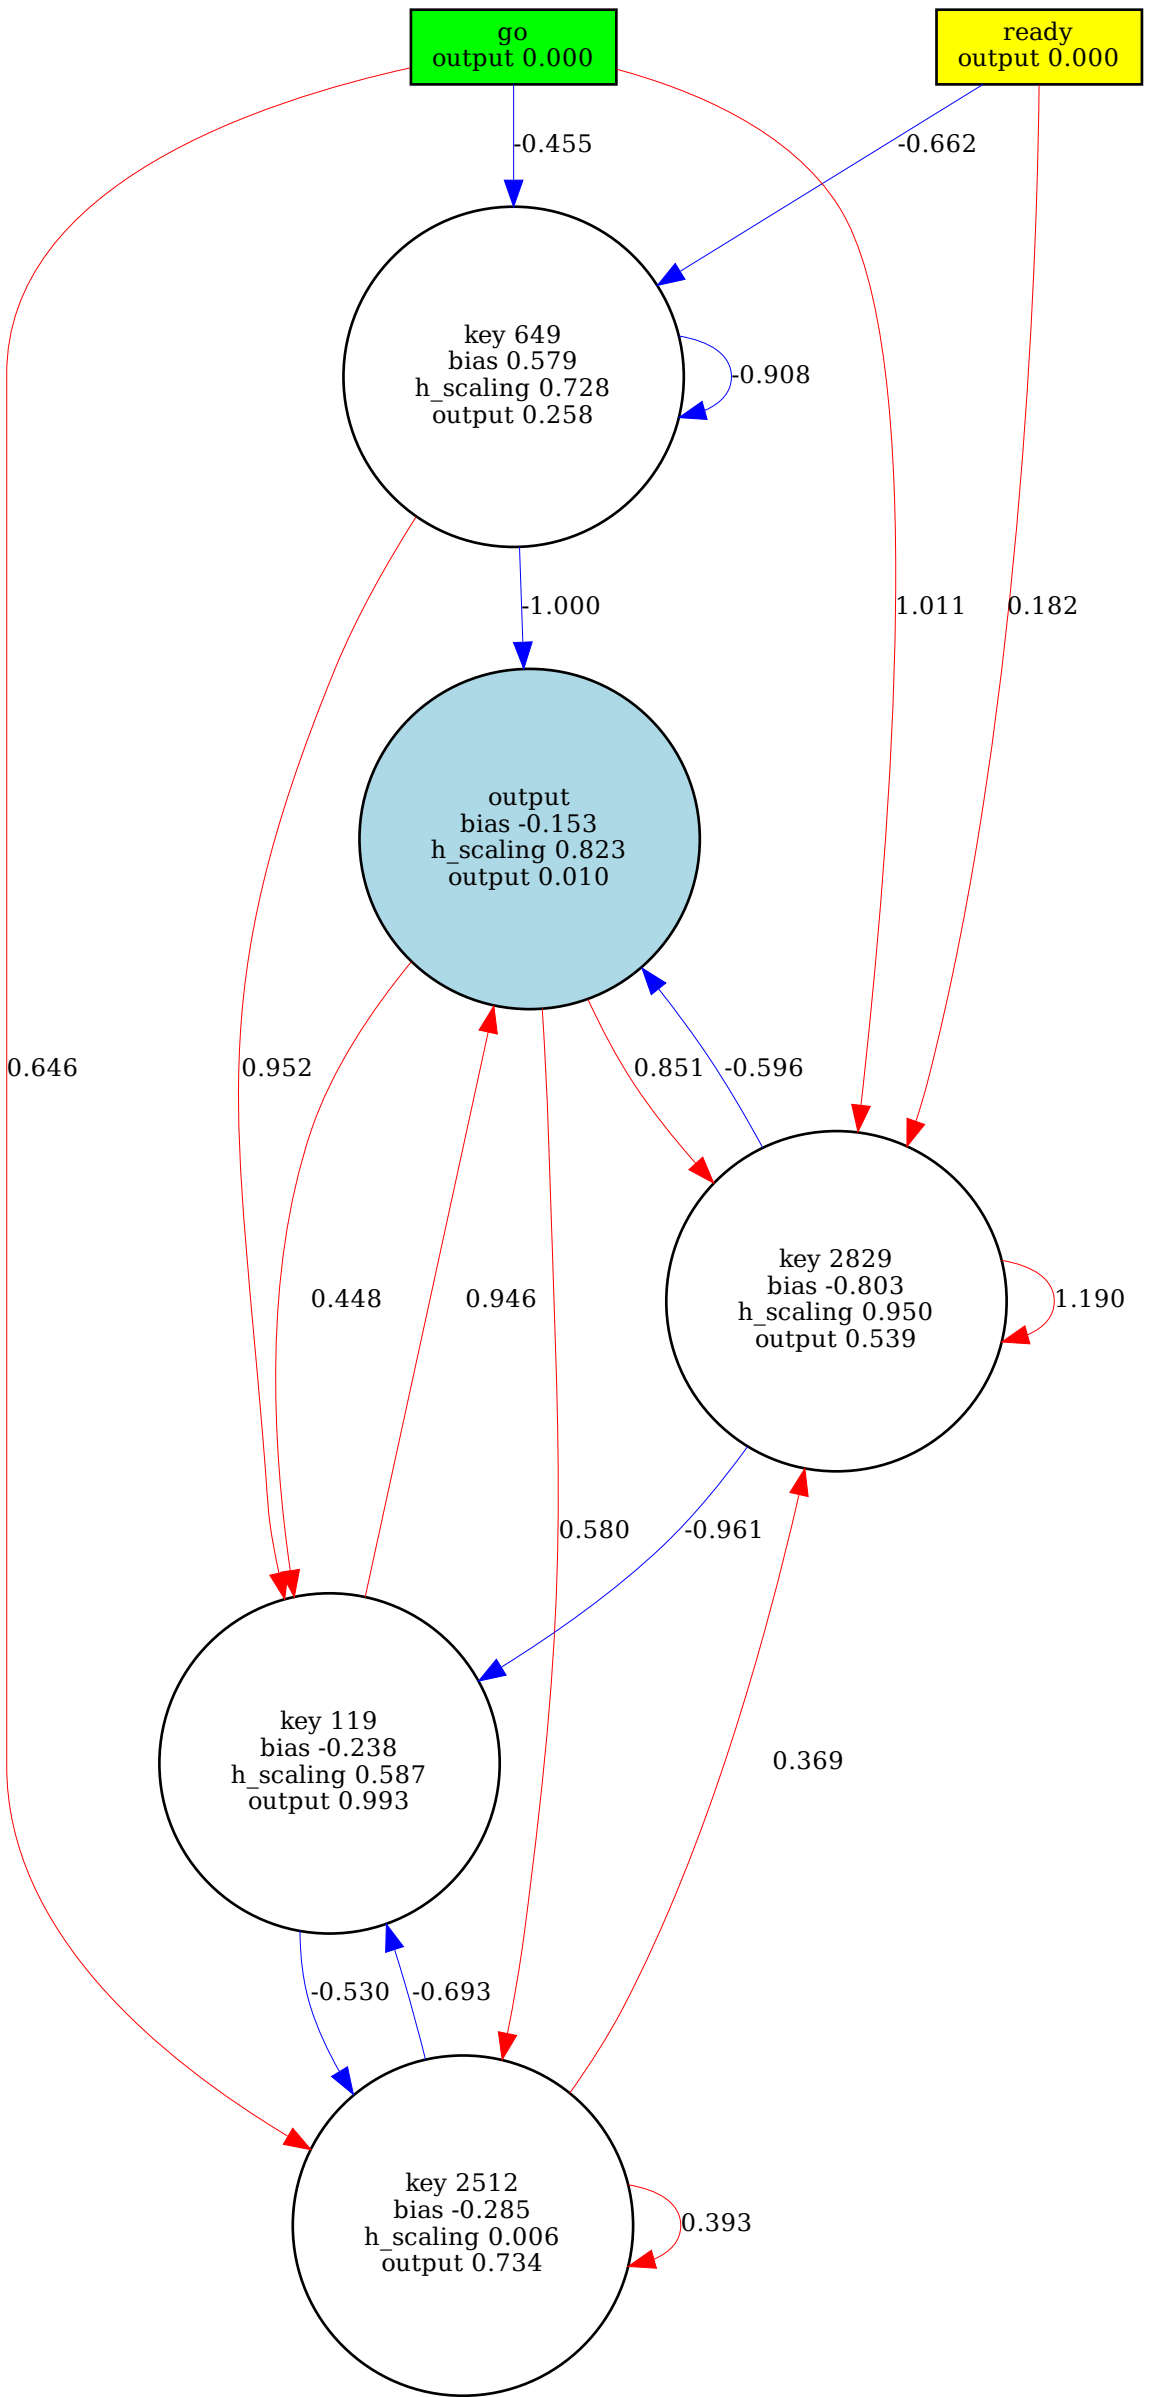 go
output 0.000
ready
output 0.000
-0.455
-0.662
key 649
bias 0.579
h_scaling 0.728
output 0.258
-0.908
-1.000
1.011
0.182
output
bias -0.153
h_scaling 0.823
output 0.010
0.646
0.952
0.851
-0.596
key 2829
bias -0.803
h_scaling 0.950
output 0.539
0.448
0.946
1.190
0.580
-0.961
key 119
bias -0.238
h_scaling 0.587
output 0.993
0.369
-0.530
-0.693
key 2512
bias -0.285
h_scaling 0.006
output 0.734
0.393